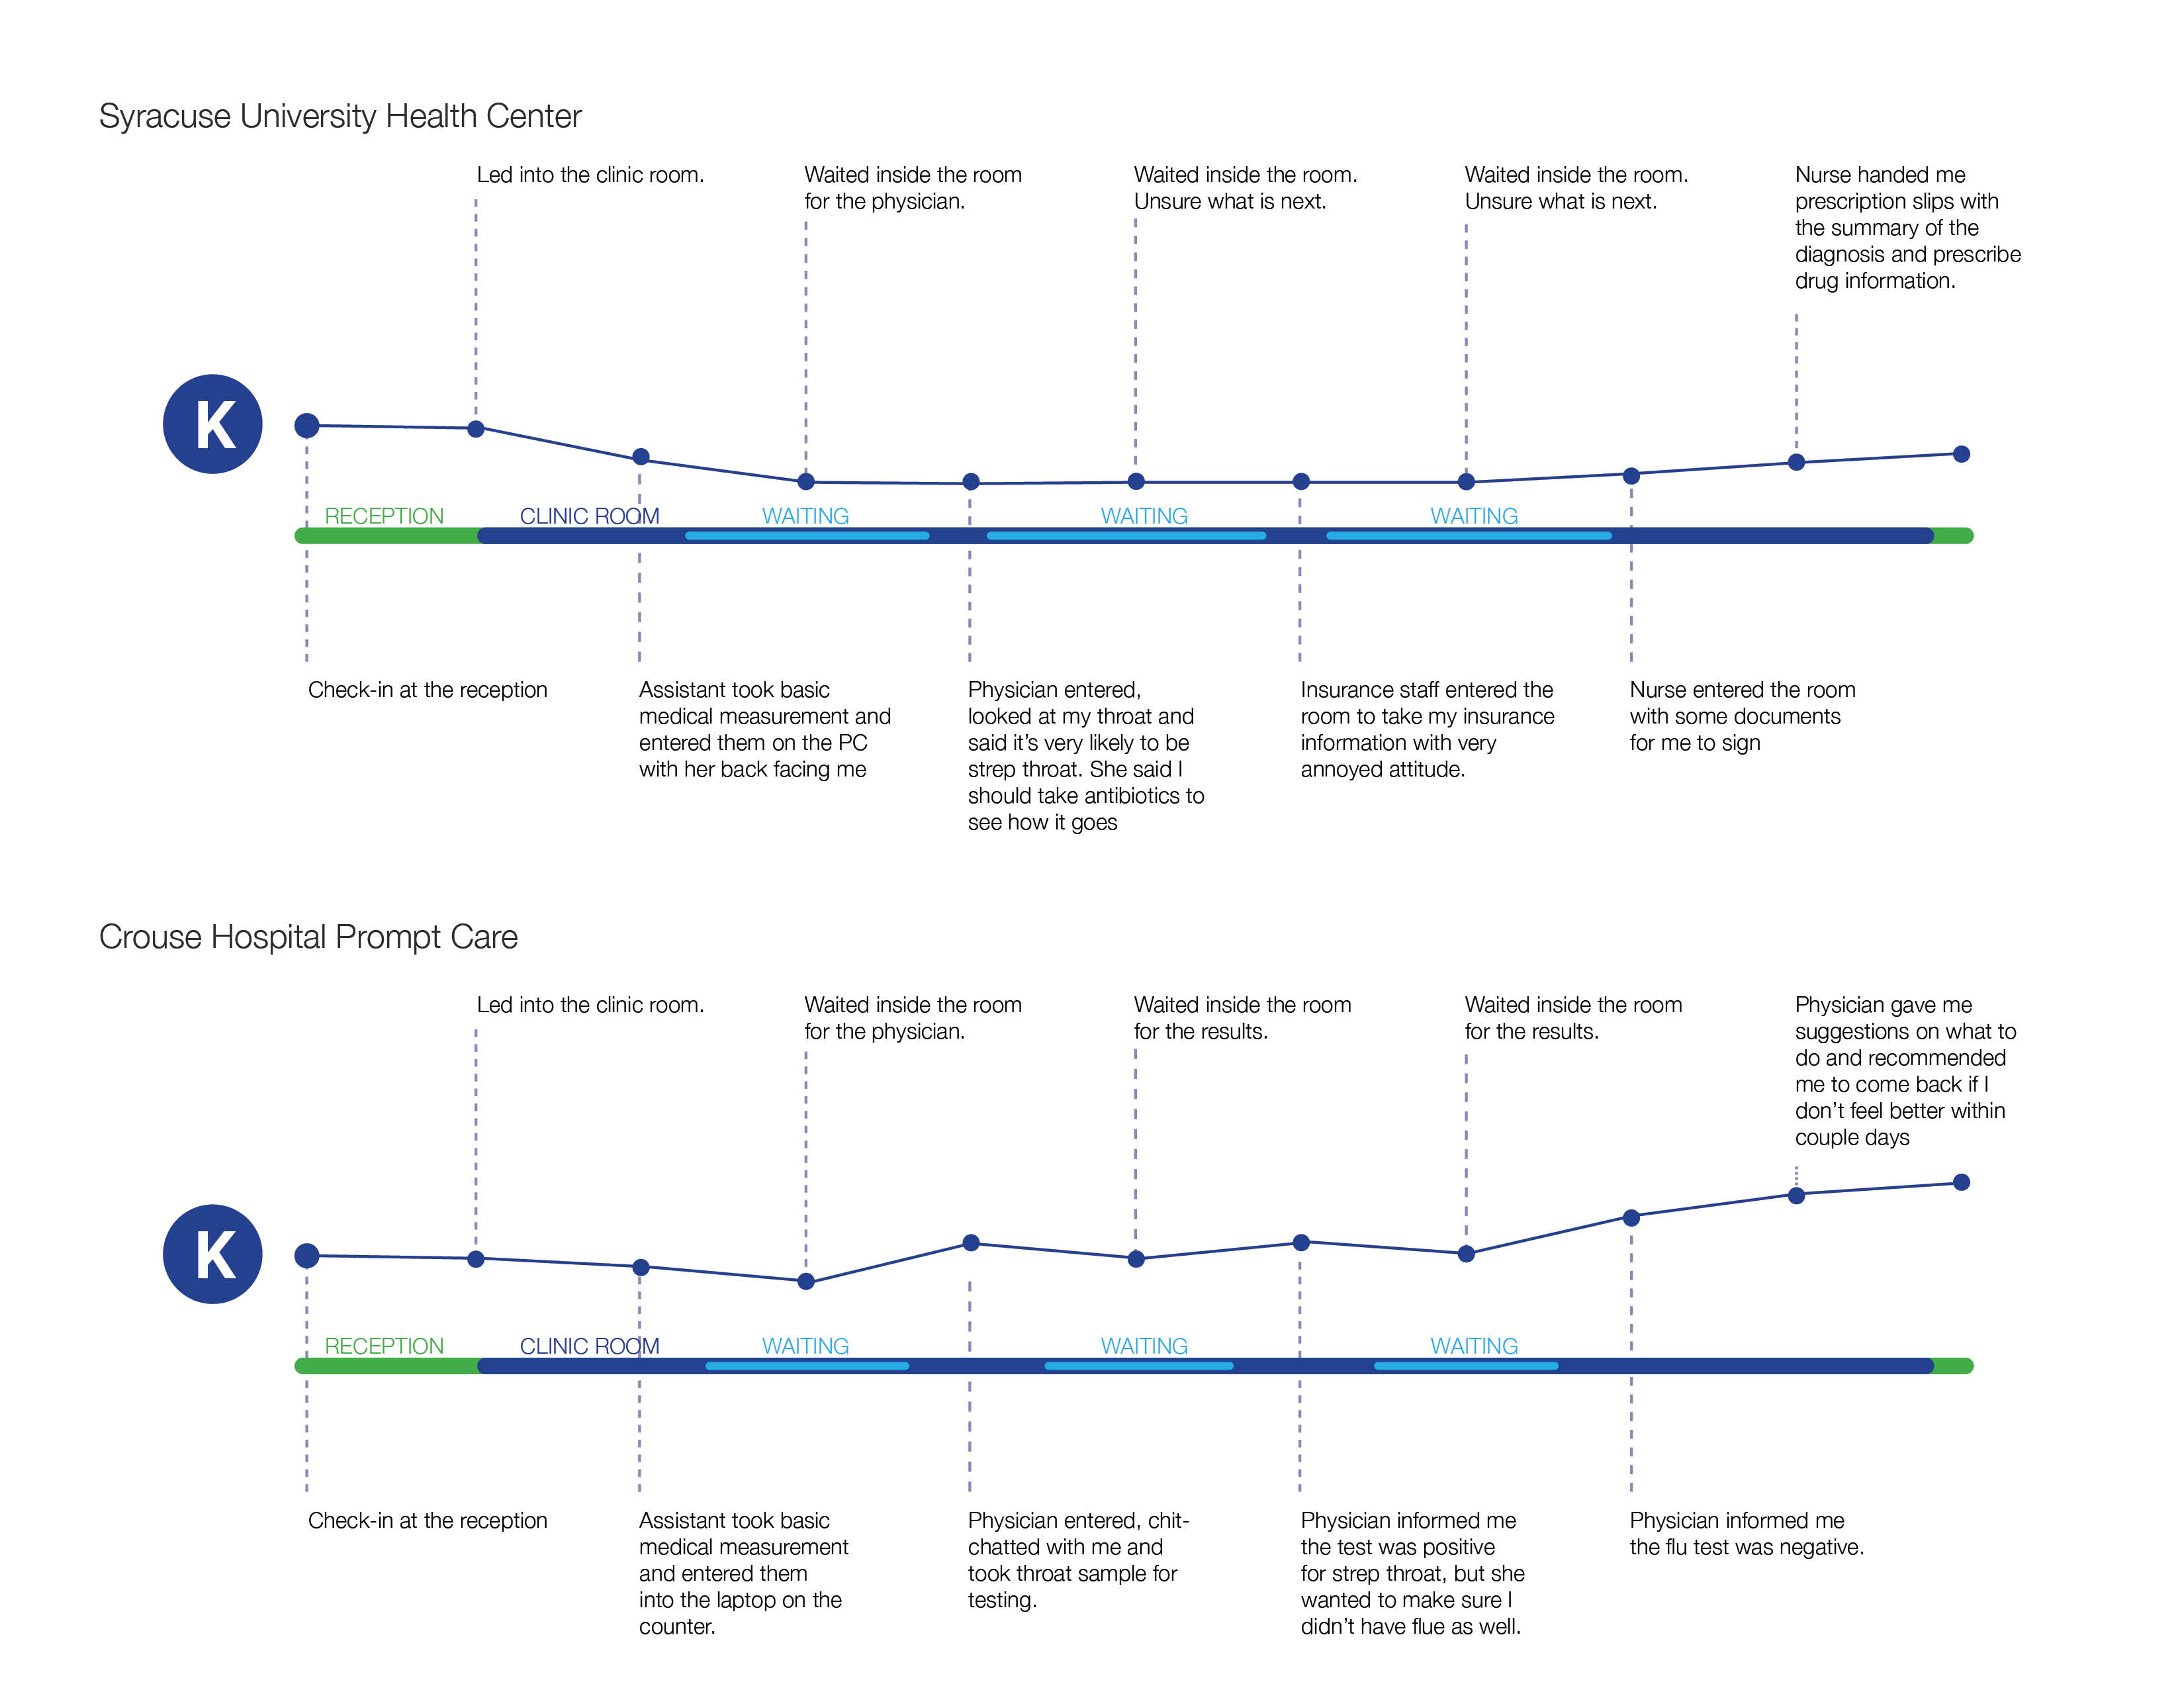 Syracuse University Health Center
Led into the clinic room.
Waited inside the room
for the physician.
Waited inside the room.
Unsure what is next.
Waited inside the room.
Unsure what is next.
Nurse handed me
prescription slips with
the summary of the
diagnosis and prescribe
drug information.
K
RECEPTION
CLINIC ROOM
WAITING
WAITING
WAITING
Check-in at the reception
Assistant took basic
medical measurement and
entered them on the PC
with her back facing me
Physician entered,
looked at my throat and
said it’s very likely to be
strep throat. She said I
should take antibiotics to
see how it goes
Insurance staff entered the
room to take my insurance
information with very
annoyed attitude.
Nurse entered the room
with some documents
for me to sign
Crouse Hospital Prompt Care
Led into the clinic room.
Waited inside the room
for the physician.
Waited inside the room
for the results.
Waited inside the room
for the results.
Physician gave me
suggestions on what to
do and recommended
me to come back if I
don’t feel better within
couple days
K
RECEPTION
CLINIC ROOM
WAITING
WAITING
WAITING
Check-in at the reception
Assistant took basic
medical measurement
and entered them
into the laptop on the
counter.
Physician entered, chit-
chatted with me and
took throat sample for
testing.
Physician informed me
the test was positive
for strep throat, but she
wanted to make sure I
didn’t have flue as well.
Physician informed me
the flu test was negative.